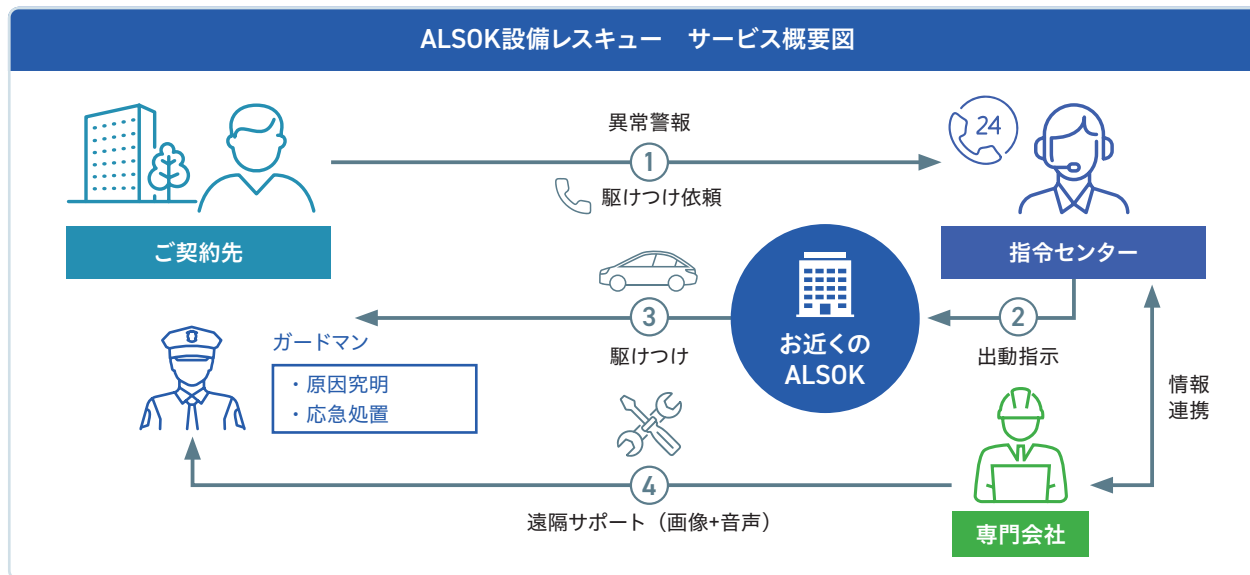 ALSOK設備レスキュー　サービス概要図
異常警報
1
駆けつけ依頼
24
ご契約先
指令センター
お近くの
ALSOK
3
駆けつけ
2
出動指示
ガードマン
・原因究明
・応急処置
情報
連携
4
遠隔サポート（画像+音声）
専門会社